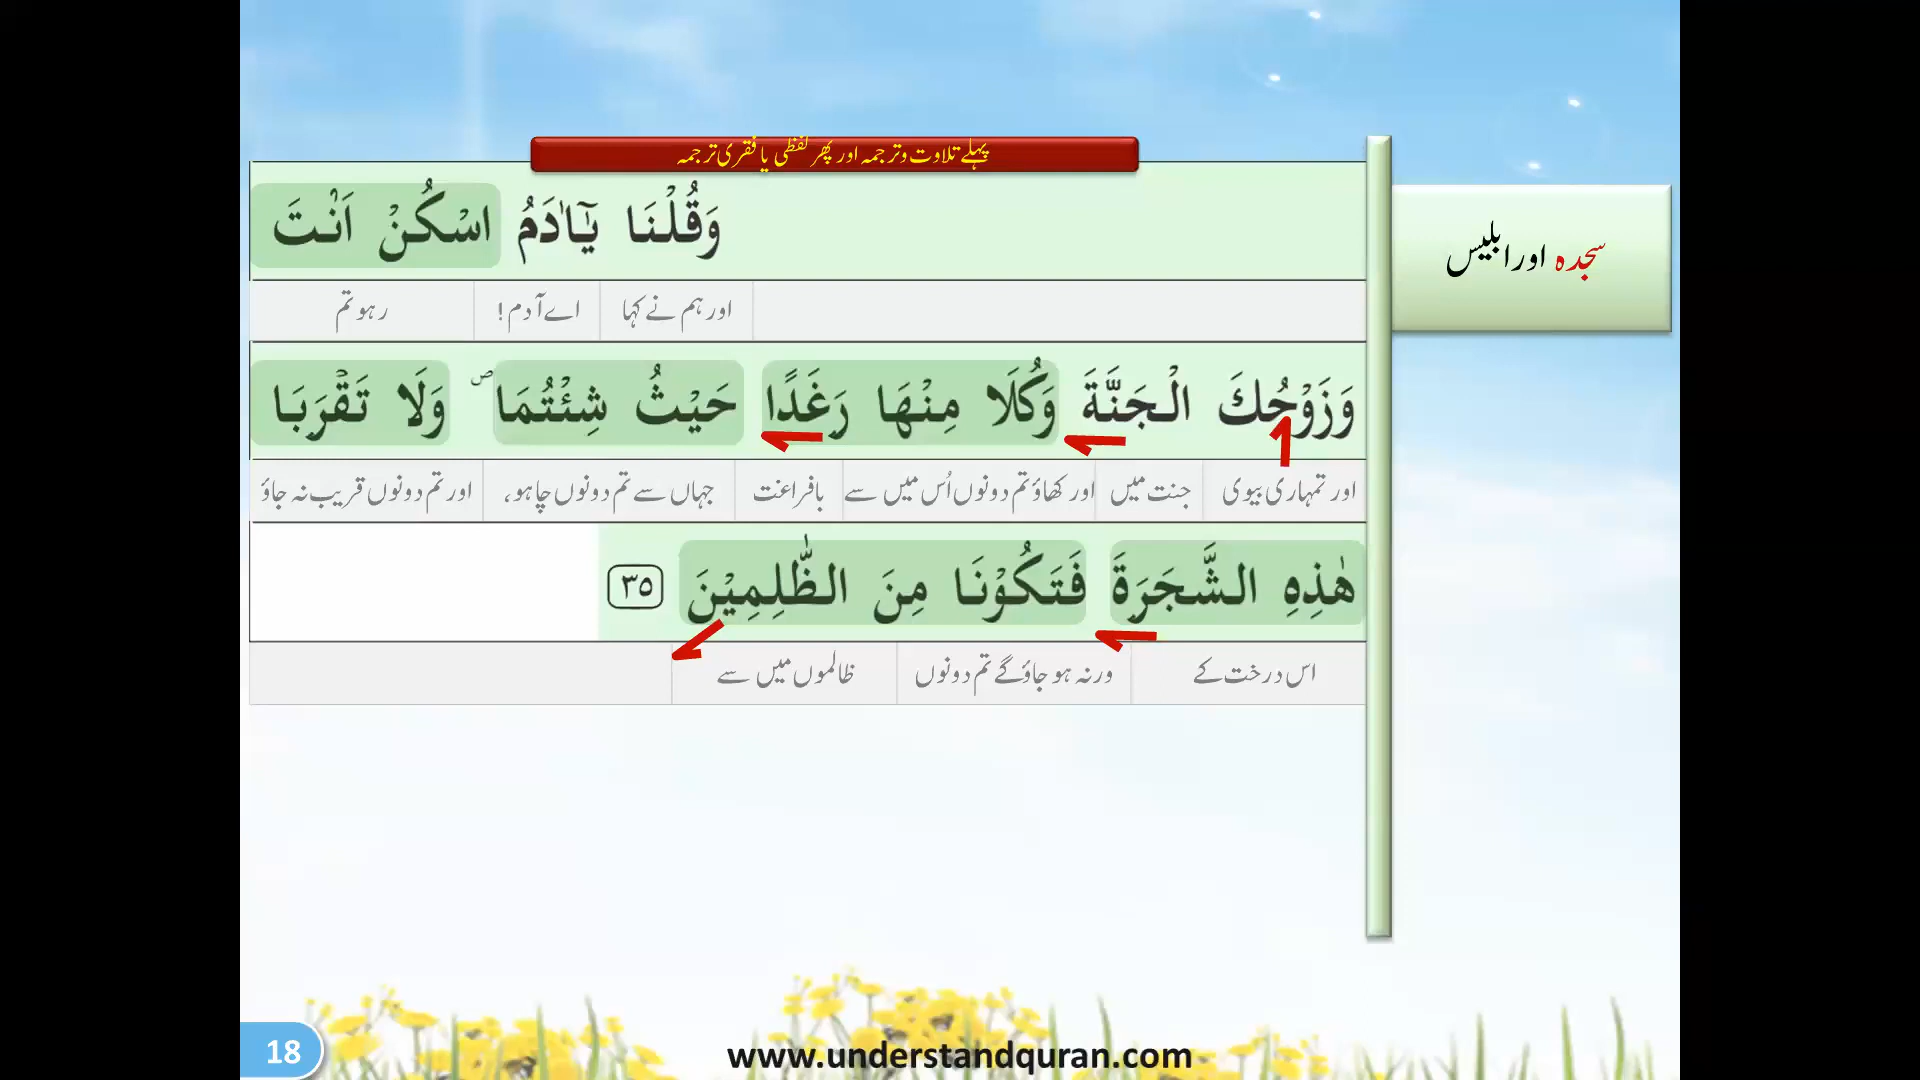 پہلے تلاوت و ترجمہ اور پھر لفظی یا فقری ترجمہ
سجدہ اور ابلیس
وَقُلْنَا يٰٓاٰدَمُ اسْكُنْ اَنْتَ
اور ہم نے کہا اے آدم! رہو تم
وَزَوْجُكَ الْجَنَّةَ وَكُلَا مِنْهَا رَغَدًا حَيْثُ شِئْتُمَا ۖ وَلَا تَقْرَبَا
اور تمہاری بیوی جنت میں اور کھاؤ تم دونوں اُس میں سے بافراغت جہاں سے تم دونوں چاہو، اور تم دونوں قریب نہ جاؤ
هٰذِهِ الشَّجَرَةَ فَتَكُوْنَا مِنَ الظّٰلِمِيْنَ ٣٥
اس درخت کے ورنہ ہو جاؤ گے تم دونوں ظالموں میں سے
18
www.understandquran.com